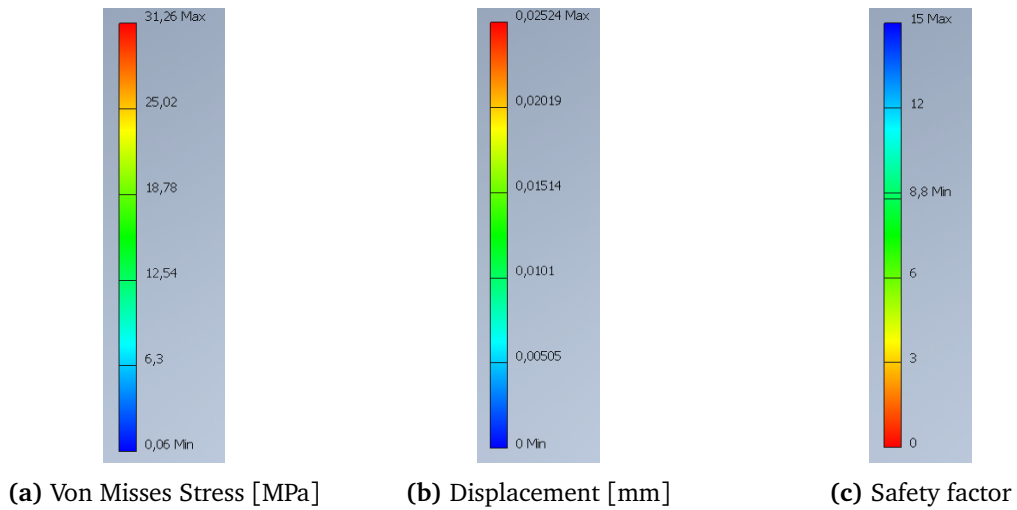 31,26 Max
25,02
18,78
12,54
6,3
0,06 Min
(a) Von Misses Stress [MPa]
0,02524 Max
0,02019
0,01514
0,0101
0,00505
0 Min
(b) Displacement [mm]
15 Max
12
8,8 Min
6
3
0
(c) Safety factor